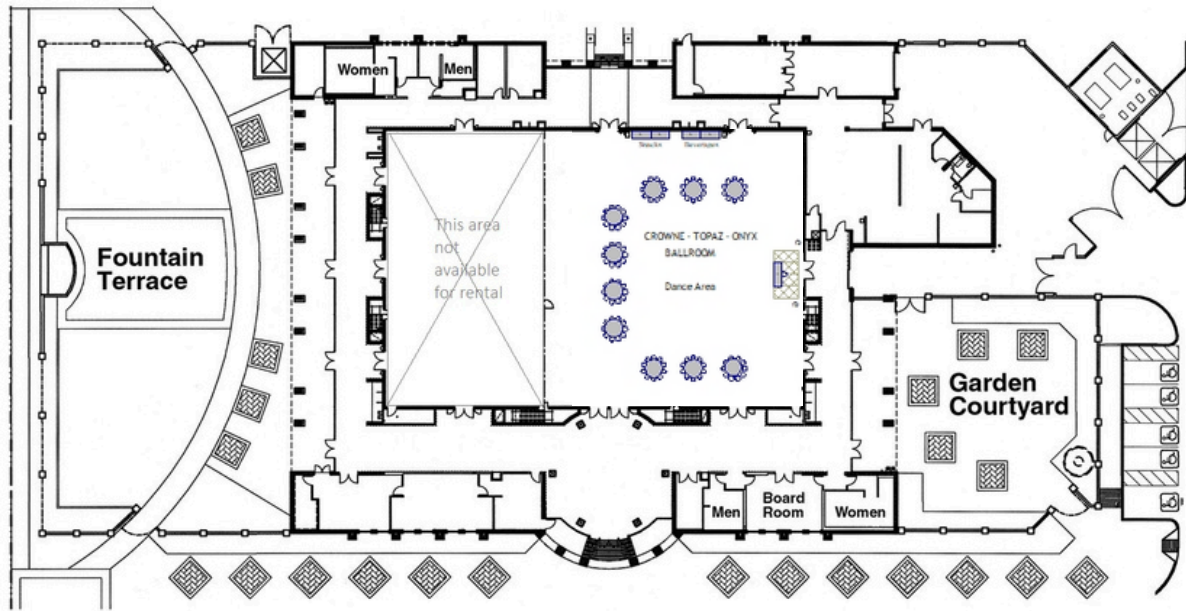 Women
Men
This area
not
available
for rental
CROWNE - TOPAZ - ONYX
BALLROOM
Dance Area
Fountain
Terrace
Garden
Courtyard
Men
Board
Room
Women